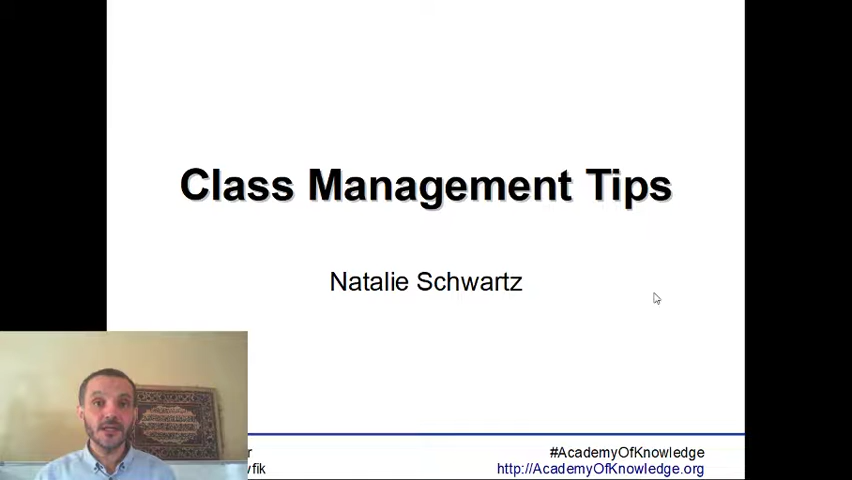 Class Management Tips
Natalie Schwartz
#AcademyOfKnowledge
http://AcademyOfKnowledge.org